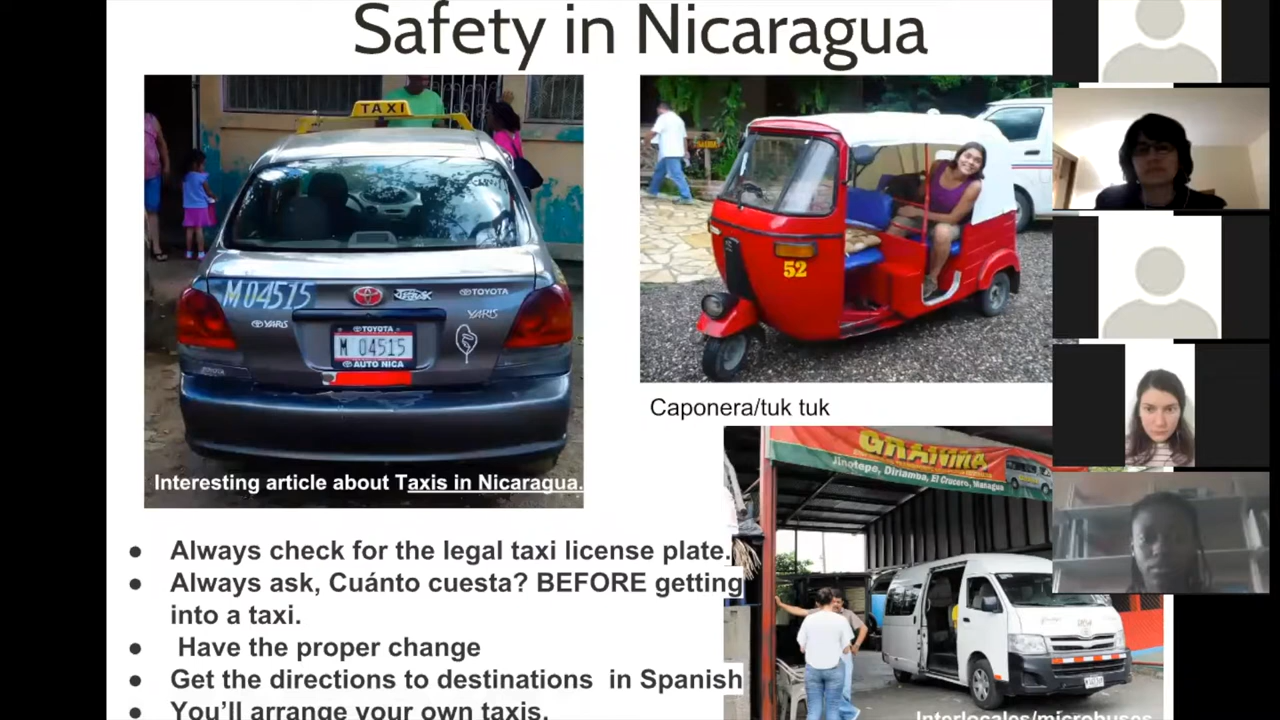 Safety in Nicaragua
TAXI
M04515
TOYOTA
YARIS
YARIS
TOYOTA
M 04515
AUTO NICA
Interesting article about Taxis in Nicaragua.
52
Caponera/tuk tuk
GRANMA
Jinotepe, Diriamba, El Crucero, Managua
● Always check for the legal taxi license plate.
● Always ask, Cuánto cuesta? BEFORE getting
into a taxi.
● Have the proper change
● Get the directions to destinations in Spanish
● You'll arrange your own taxis.
Interlocales/microbuses